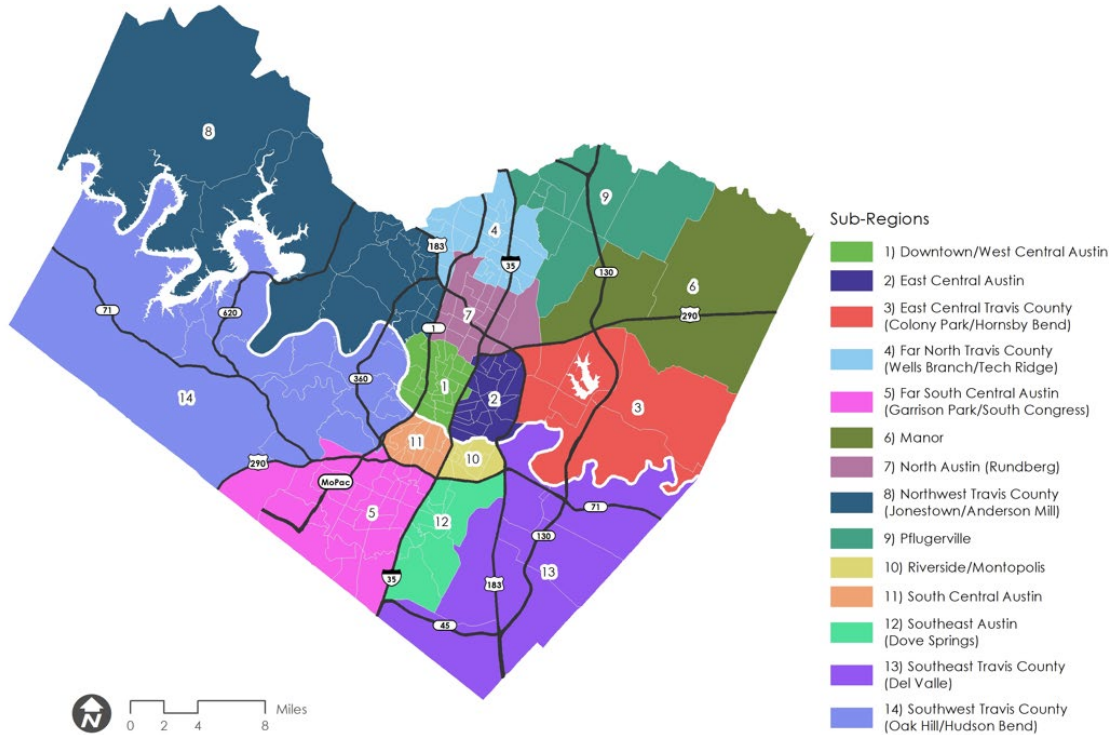 8
9
183
4
35
130
6
71
620
7
290
1
360
1
2
3
14
11
10
290
MoPac
5
12
71
130
13
35
183
45
N
Miles
0 2 4 8
Sub-Regions
1) Downtown/West Central Austin
2) East Central Austin
3) East Central Travis County
(Colony Park/Hornsby Bend)
4) Far North Travis County
(Wells Branch/Tech Ridge)
5) Far South Central Austin
(Garrison Park/South Congress)
6) Manor
7) North Austin (Rundberg)
8) Northwest Travis County
(Jonestown/Anderson Mill)
9) Pflugerville
10) Riverside/Montopolis
11) South Central Austin
12) Southeast Austin
(Dove Springs)
13) Southeast Travis County
(Del Valle)
14) Southwest Travis County
(Oak Hill/Hudson Bend)